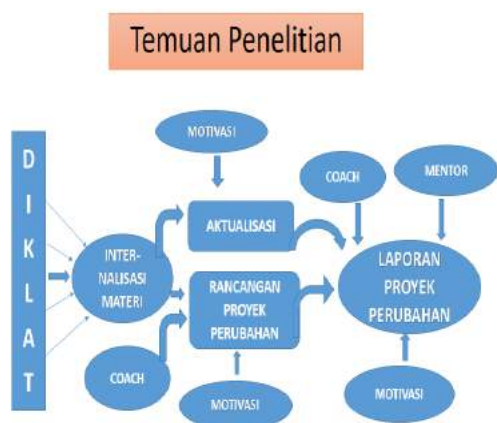 Temuan Penelitian
D
I
K
L
A
T
MOTIVASI
COACH
MENTOR
AKTUALISASI
INTER-
NALISASI
MATERI
RANCANGAN
PROYEK
PERUBAHAN
LAPORAN
PROYEK
PERUBAHAN
COACH
MOTIVASI
MOTIVASI